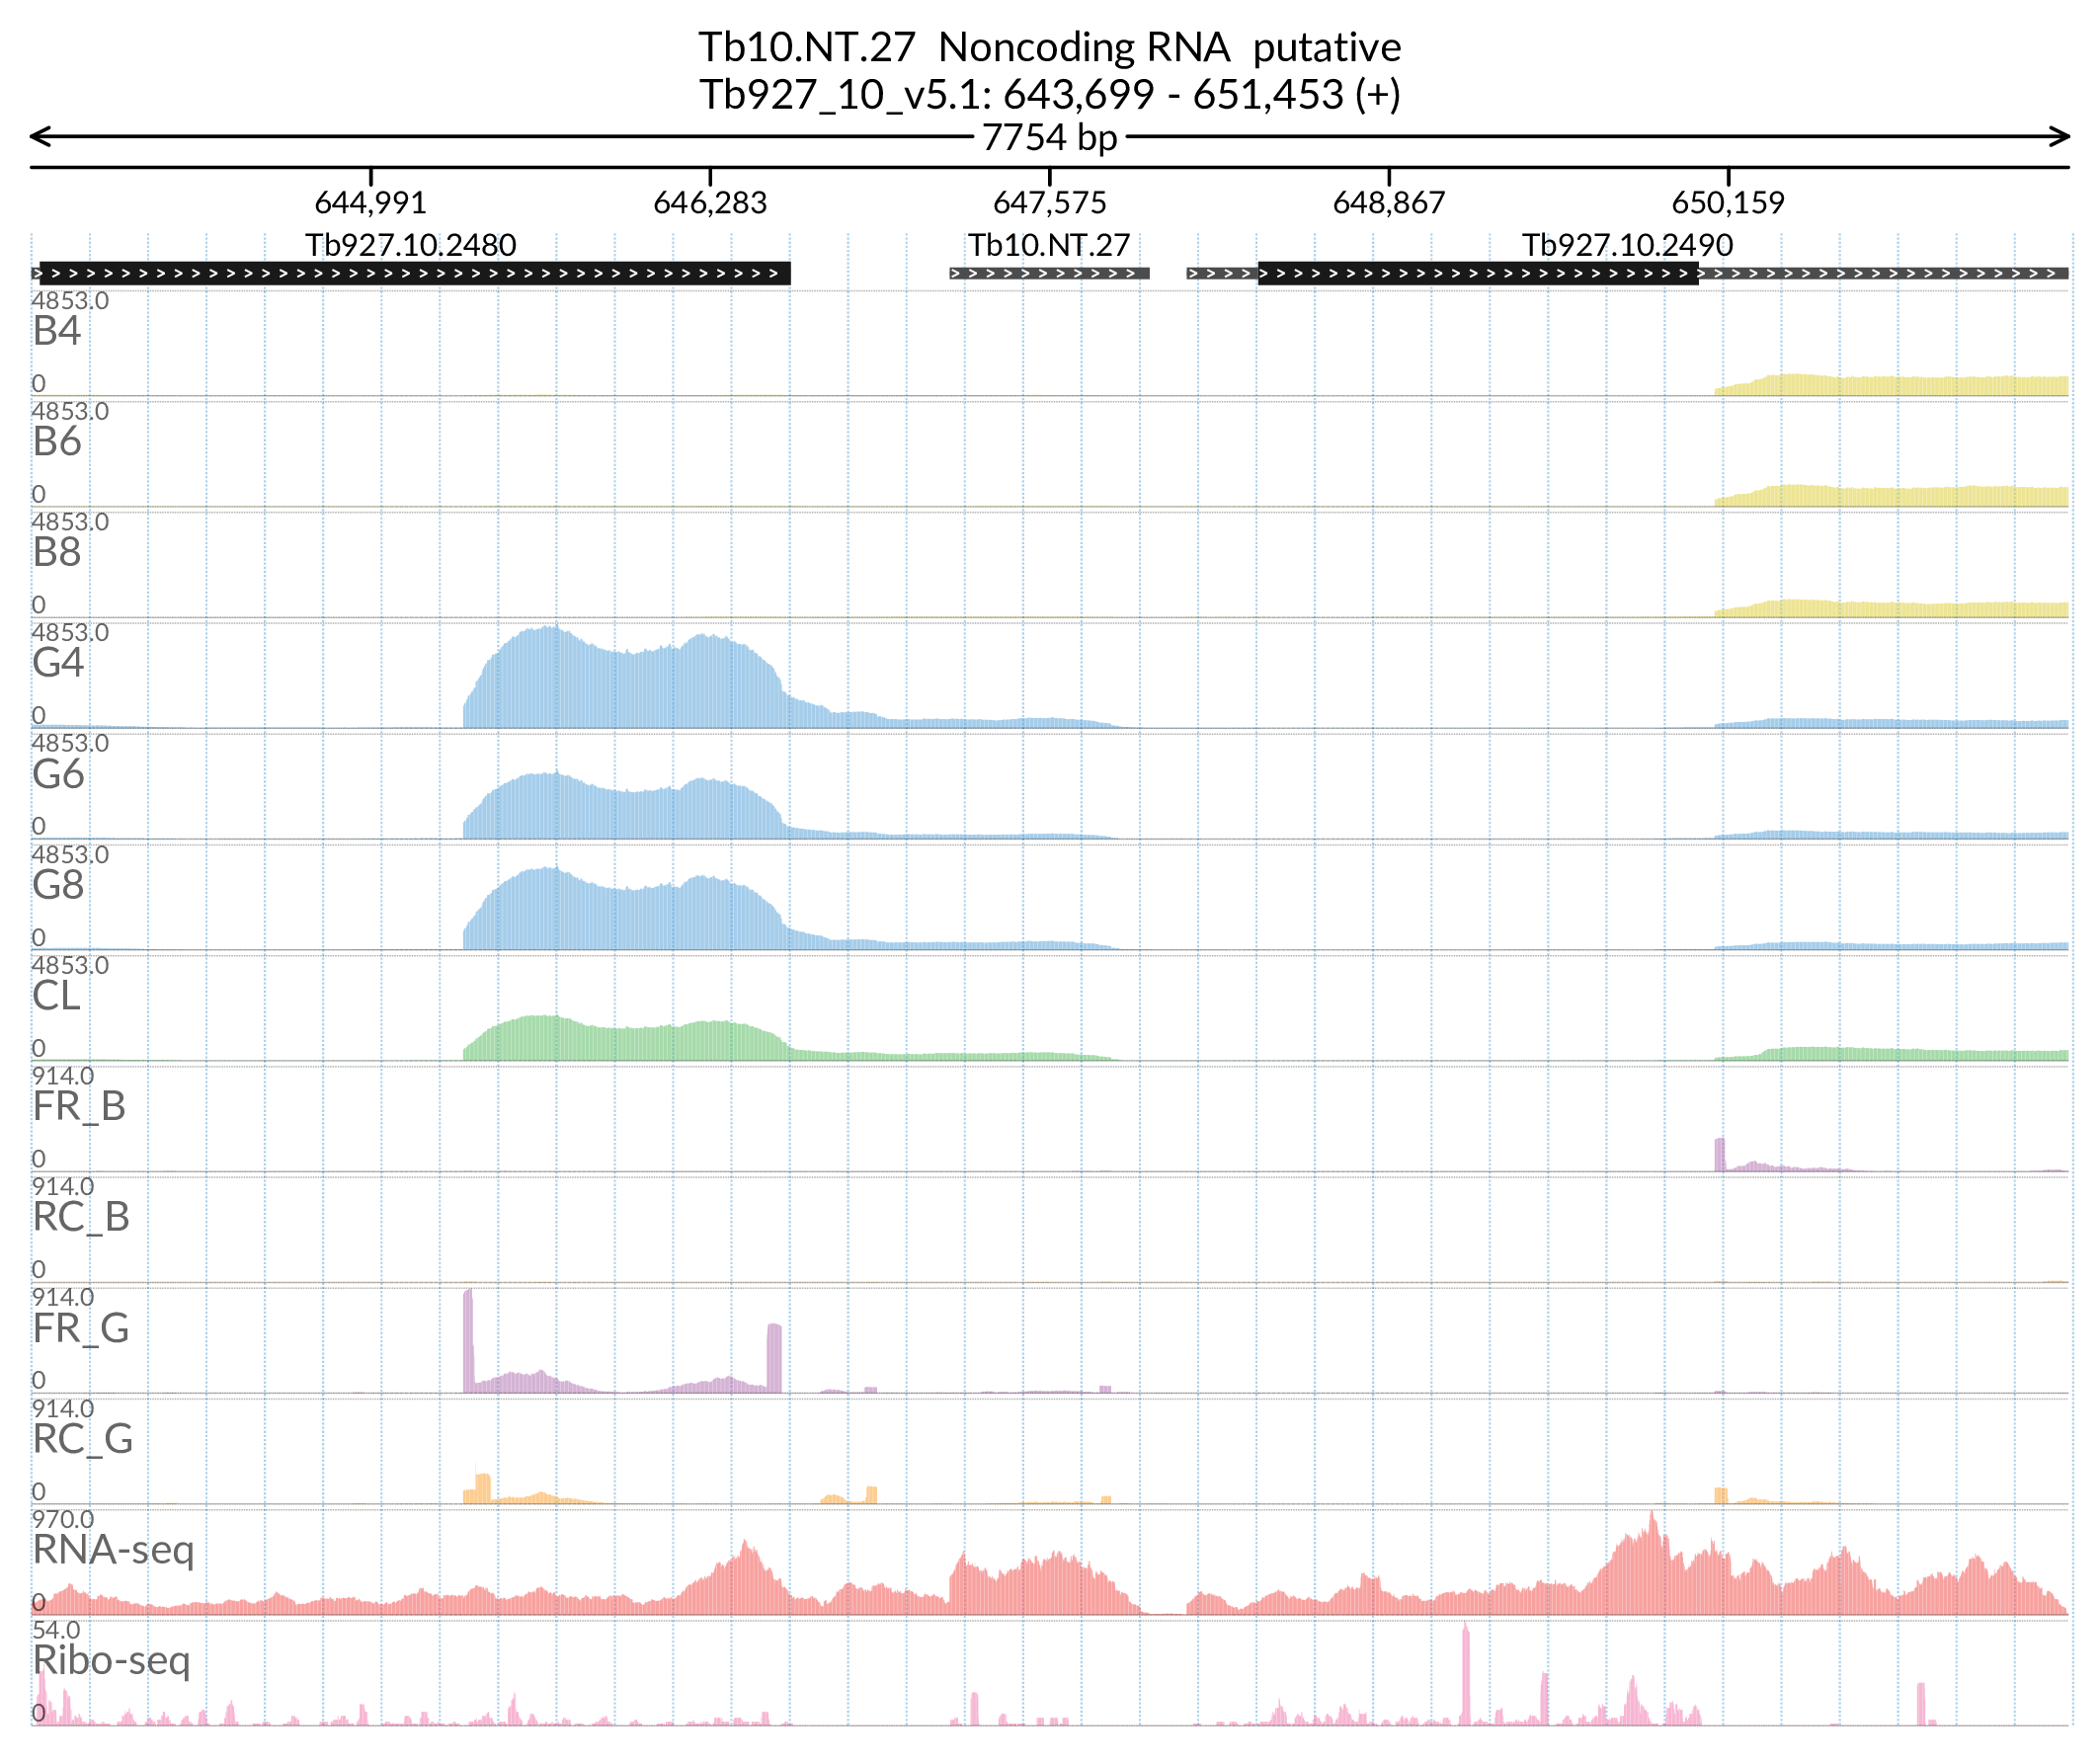 Tb10.NT.27 Noncoding RNA putative
Tb927_10_v5.1: 643,699 - 651,453 (+)
7754 bp
644,991 646,283 647,575 648,867 650,159
Tb927.10.2480 Tb10.NT.27 Tb927.10.2490
4853.0
B4
0
4853.0
B6
0
4853.0
B8
0
4853.0
G4
0
4853.0
G6
0
4853.0
G8
0
4853.0
CL
0
914.0
FR_B
0
914.0
RC_B
0
914.0
FR_G
0
914.0
RC_G
0
970.0
RNA-seq
0
54.0
Ribo-seq
0